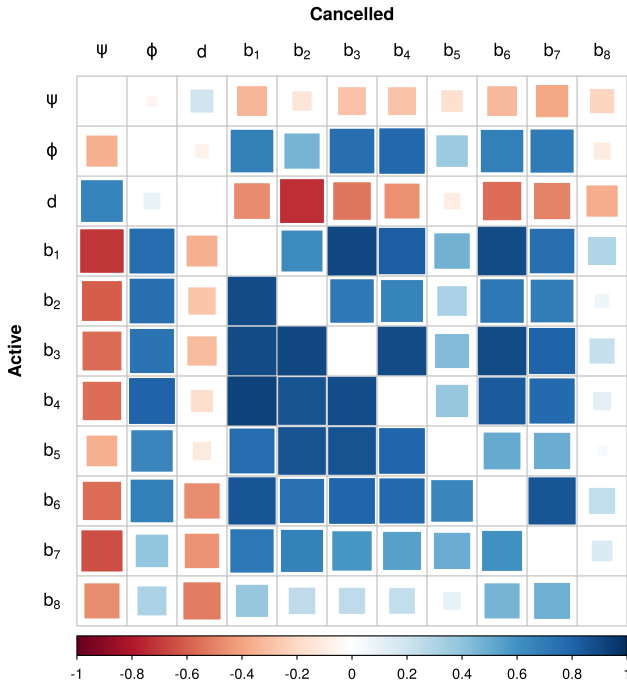 Cancelled
ψ ϕ d b₁ b₂ b₃ b₄ b₅ b₆ b₇ b₈
Active
ψ
ϕ
d
b₁
b₂
b₃
b₄
b₅
b₆
b₇
b₈
-1 -0.8 -0.6 -0.4 -0.2 0 0.2 0.4 0.6 0.8 1